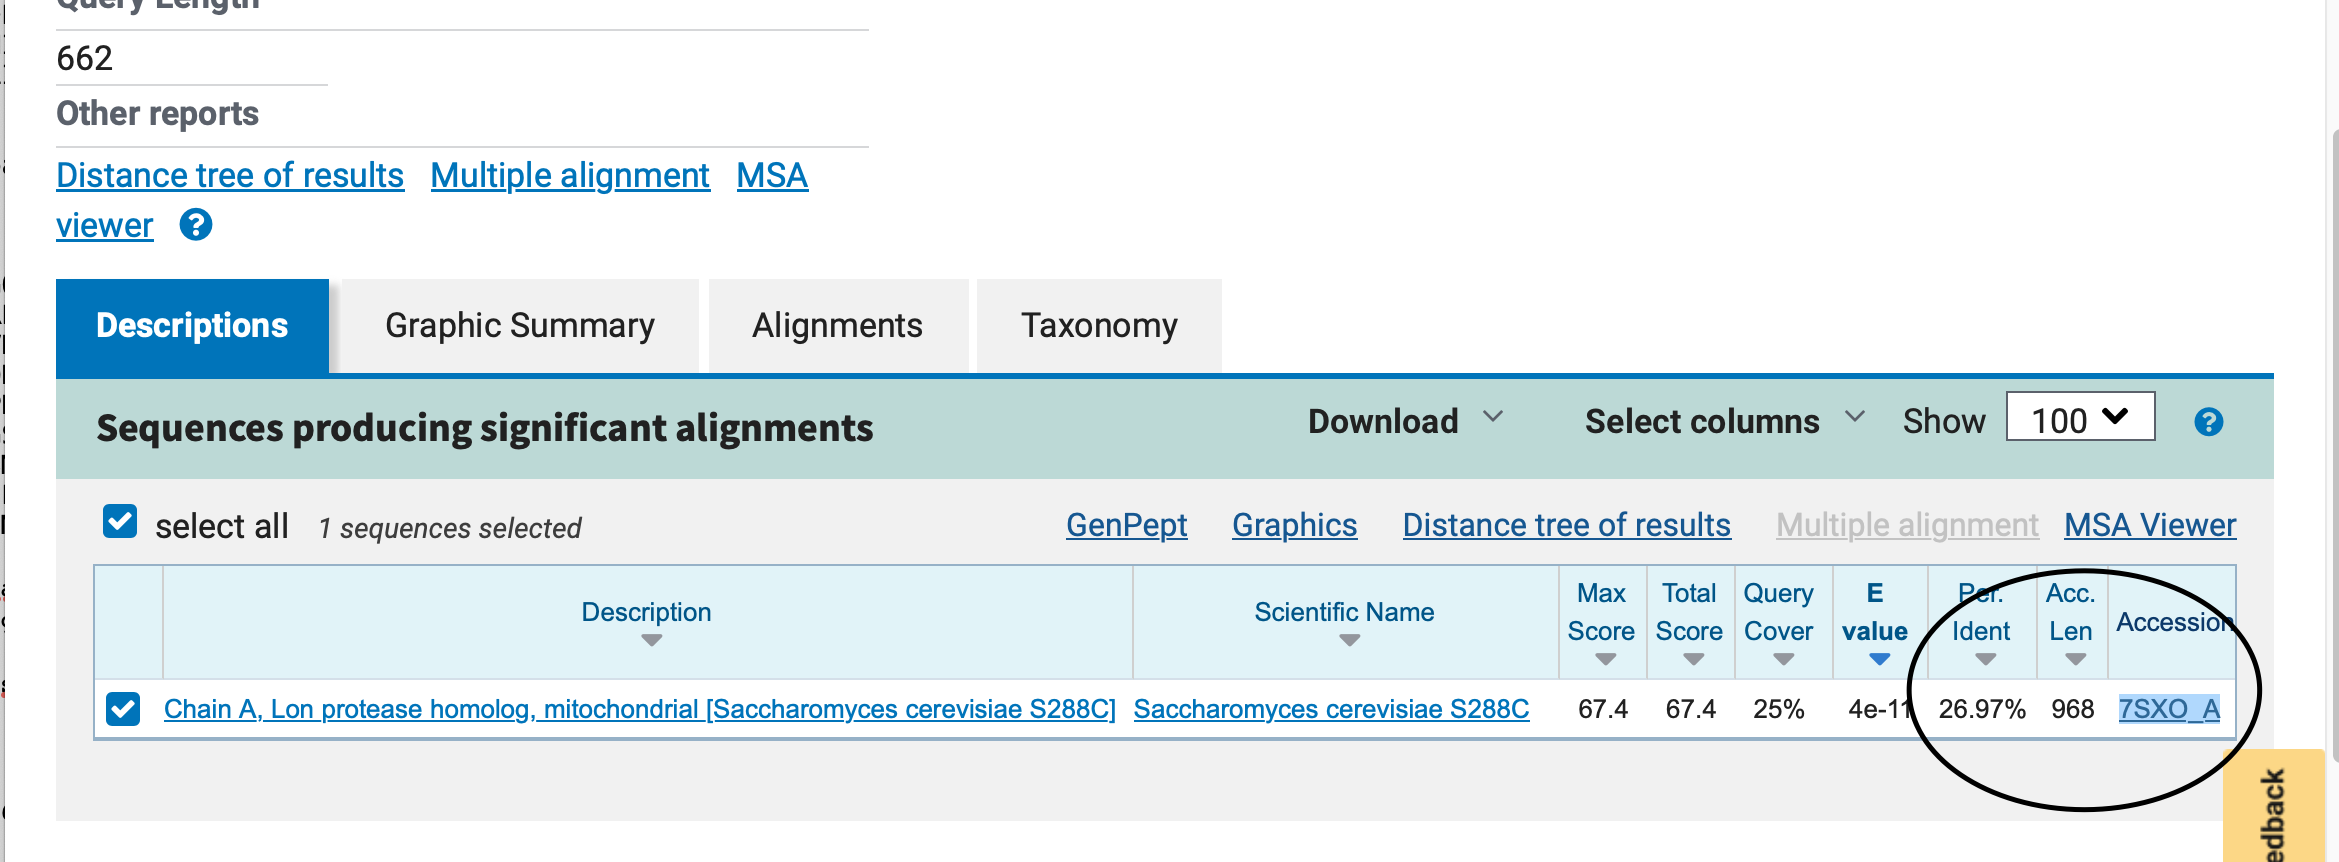 Query Length
662
Other reports
Distance tree of results Multiple alignment MSA
viewer ?
Descriptions Graphic Summary Alignments Taxonomy
Sequences producing significant alignments Download Select columns Show 100 ?
select all 1 sequences selected GenPept Graphics Distance tree of results Multiple alignment MSA Viewer
Description Scientific Name Max Score Total Score Query Cover E value Per. Ident Acc. Len Accession
Chain A, Lon protease homolog, mitochondrial [Saccharomyces cerevisiae S288C] Saccharomyces cerevisiae S288C 67.4 67.4 25% 4e-11 26.97% 968 7SXO_A
edback